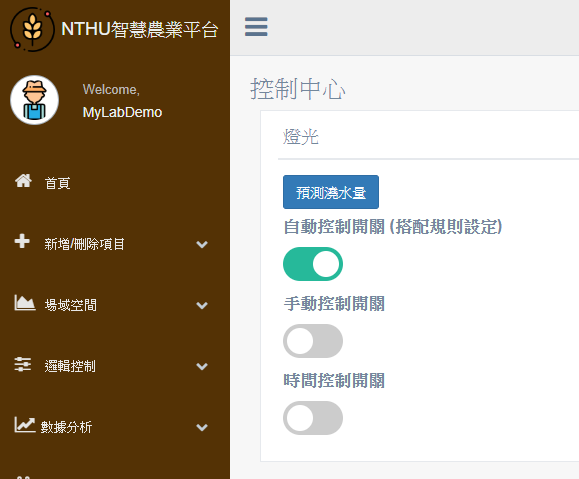 NTHU智慧農業平台
Welcome,
MyLabDemo
首頁
新增/刪除項目
場域空間
邏輯控制
數據分析
控制中心
燈光
預測澆水量
自動控制開關 (搭配規則設定)
手動控制開關
時間控制開關